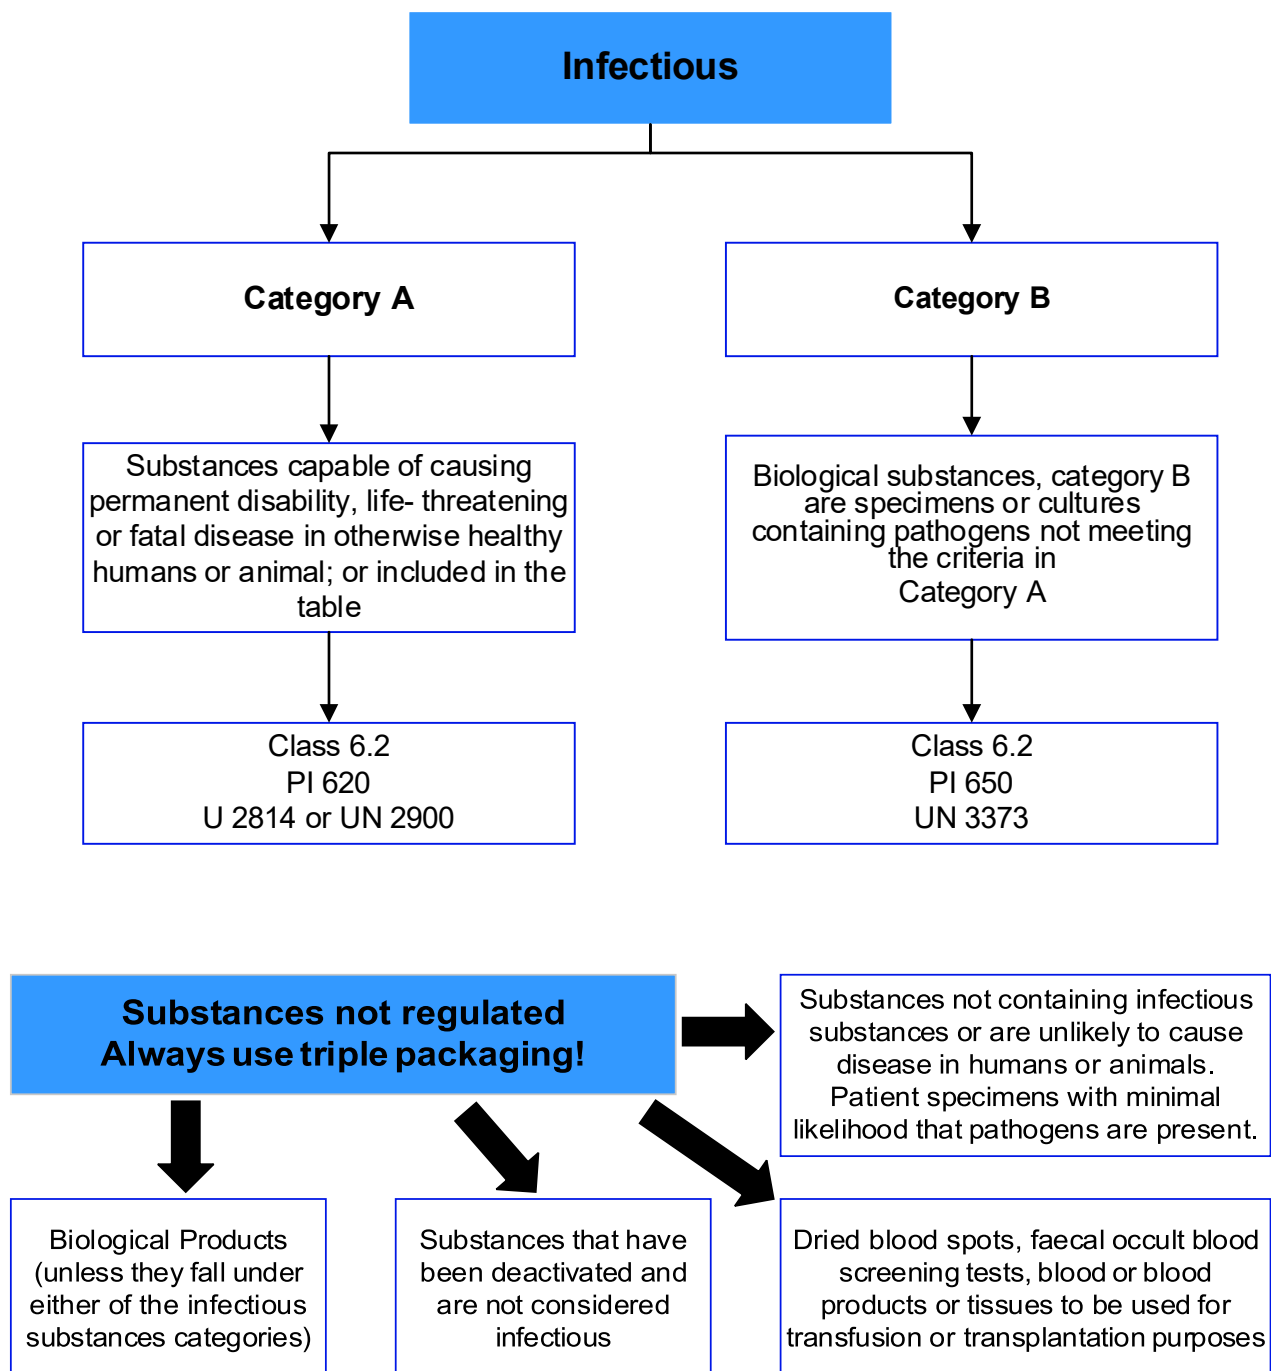 Infectious
Category A
Category B
Substances capable of causing
permanent disability, life- threatening
or fatal disease in otherwise healthy
humans or animal; or included in the
table
Biological substances, category B
are specimens or cultures
containing pathogens not meeting
the criteria in
Category A
Class 6.2
PI 620
U 2814 or UN 2900
Class 6.2
PI 650
UN 3373
Substances not regulated
Always use triple packaging!
Substances not containing infectious
substances or are unlikely to cause
disease in humans or animals.
Patient specimens with minimal
likelihood that pathogens are present.
Biological Products
(unless they fall under
either of the infectious
substances categories)
Substances that have
been deactivated and
are not considered
infectious
Dried blood spots, faecal occult blood
screening tests, blood or blood
products or tissues to be used for
transfusion or transplantation purposes